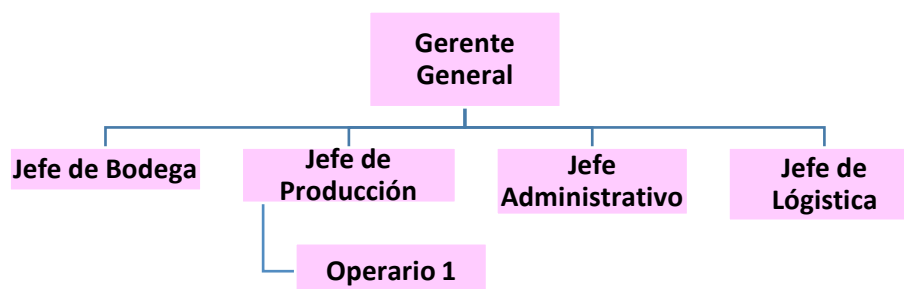 Gerente
General
Jefe de Bodega
Jefe de
Producción
Jefe
Administrativo
Jefe de
Lógistica
Operario 1